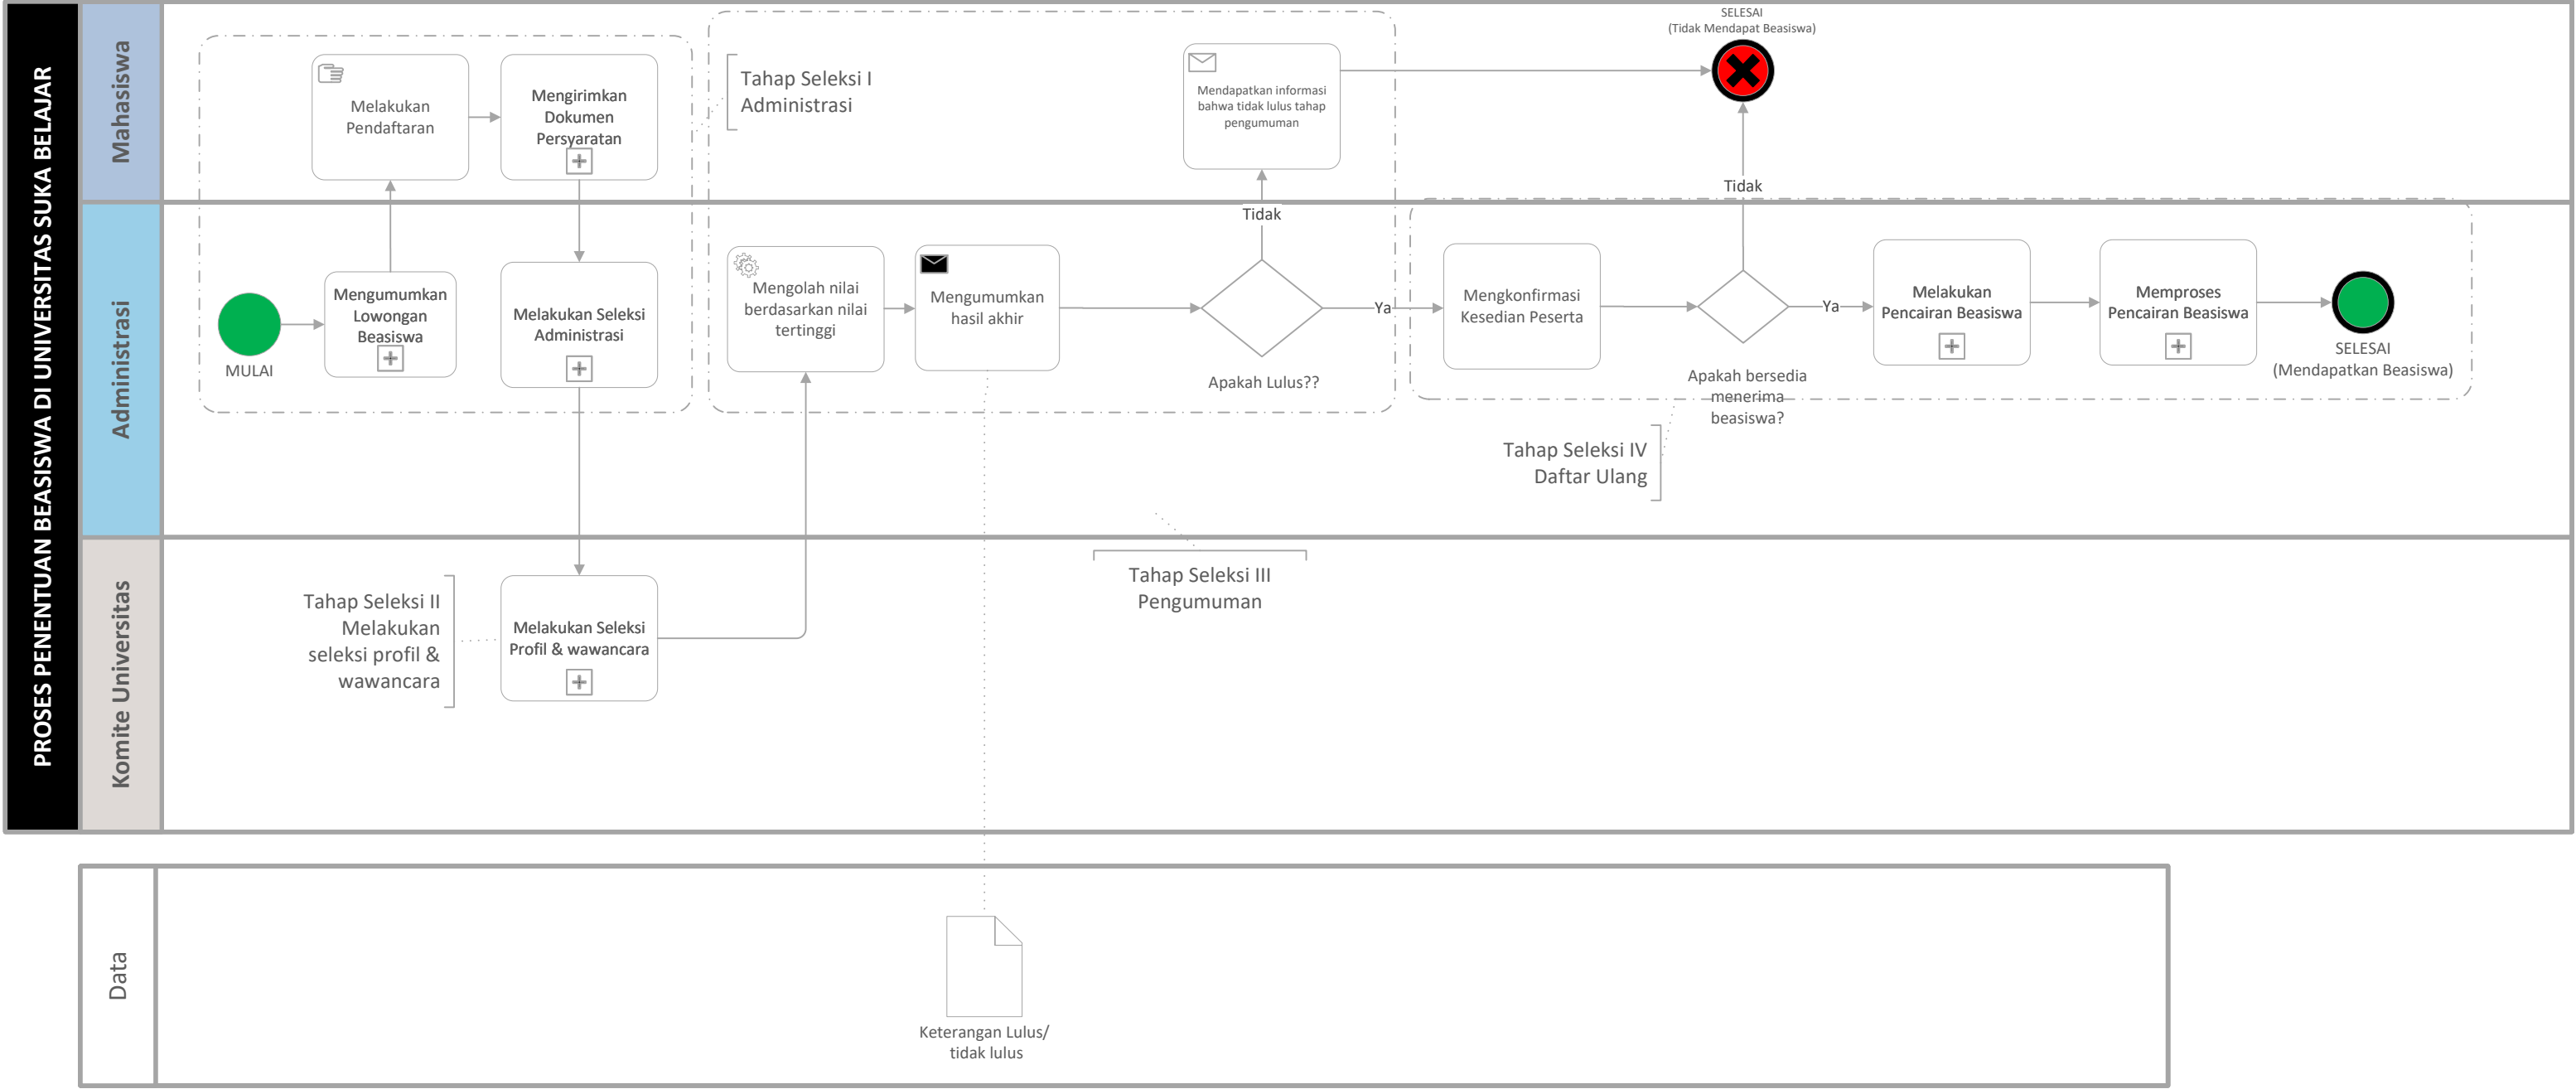 PROSES PENENTUAN BEASISWA DI UNIVERSITAS SUKA BELAJAR
Mahasiswa
Melakukan
Pendaftaran
Mengirimkan
Dokumen
Persyaratan
Tahap Seleksi I
Administrasi
Mendapatkan informasi
bahwa tidak lulus tahap
pengumuman
SELESAI
(Tidak Mendapat Beasiswa)
Tidak
Tidak
Administrasi
MULAI
Mengumumkan
Lowongan
Beasiswa
Melakukan Seleksi
Administrasi
Mengolah nilai
berdasarkan nilai
tertinggi
Mengumumkan
hasil akhir
Apakah Lulus??
Ya
Mengkonfirmasi
Kesedian Peserta
Apakah bersedia
menerima
beasiswa?
Ya
Melakukan
Pencairan Beasiswa
Memproses
Pencairan Beasiswa
SELESAI
(Mendapatkan Beasiswa)
Tahap Seleksi IV
Daftar Ulang
Komite Universitas
Tahap Seleksi II
Melakukan
seleksi profil &
wawancara
Melakukan Seleksi
Profil & wawancara
Tahap Seleksi III
Pengumuman
Data
Keterangan Lulus/
tidak lulus